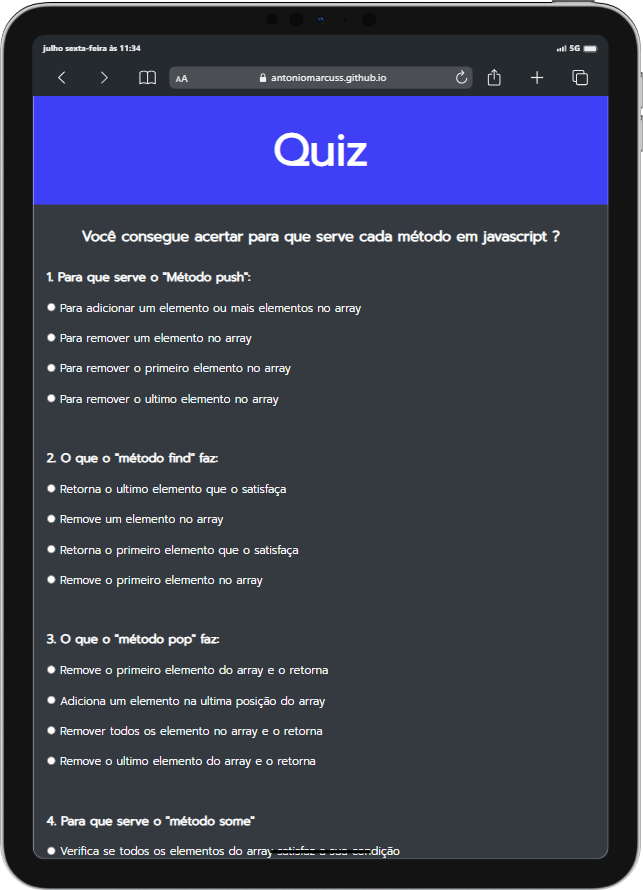 julho sexta-feira às 11:34
5G
AA antoniomarcuss.github.io
Quiz
Você consegue acertar para que serve cada método em javascript ?
1. Para que serve o "Método push":
Para adicionar um elemento ou mais elementos no array
Para remover um elemento no array
Para remover o primeiro elemento no array
Para remover o ultimo elemento no array
2. O que o "método find" faz:
Retorna o ultimo elemento que o satisfaça
Remove um elemento no array
Retorna o primeiro elemento que o satisfaça
Remove o primeiro elemento no array
3. O que o "método pop" faz:
Remove o primeiro elemento do array e o retorna
Adiciona um elemento na ultima posição do array
Remover todos os elemento no array e o retorna
Remove o ultimo elemento do array e o retorna
4. Para que serve o "método some"
Verifica se todos os elementos do array satisfaz a sua condição